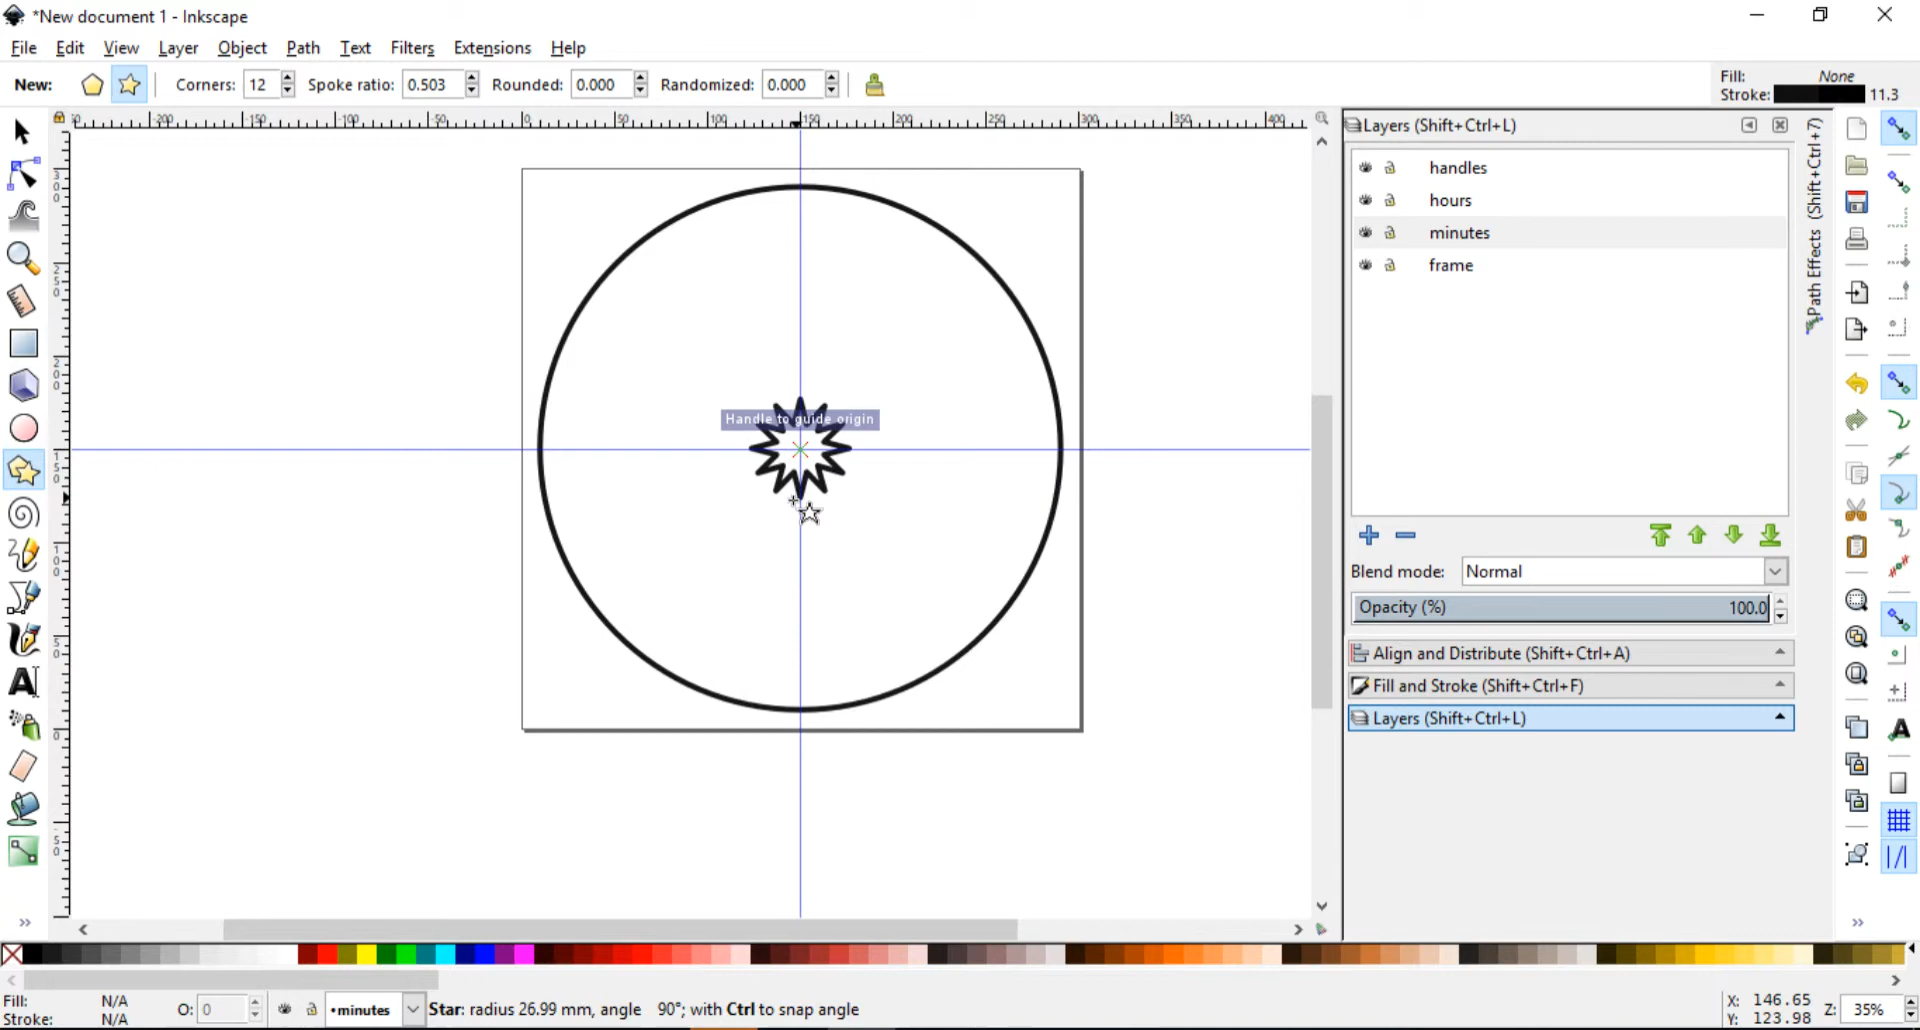 *New document 1 - Inkscape
File Edit View Layer Object Path Text Filters Extensions Help
New: Corners: 12 Spoke ratio: 0.503 Rounded: 0.000 Randomized: 0.000
Fill: None
Stroke: 11.3
Layers (Shift+Ctrl+L)
Path Effects (Shift+Ctrl+7)
handles
hours
minutes
frame
Handle to guide origin
Blend mode: Normal
Opacity (%) 100.0
Align and Distribute (Shift+Ctrl+A)
Fill and Stroke (Shift+Ctrl+F)
Layers (Shift+Ctrl+L)
Fill: N/A
Stroke: N/A
O: 0
•minutes
Star: radius 26.99 mm, angle 90°; with Ctrl to snap angle
X: 146.65
Y: 123.98
Z: 35%